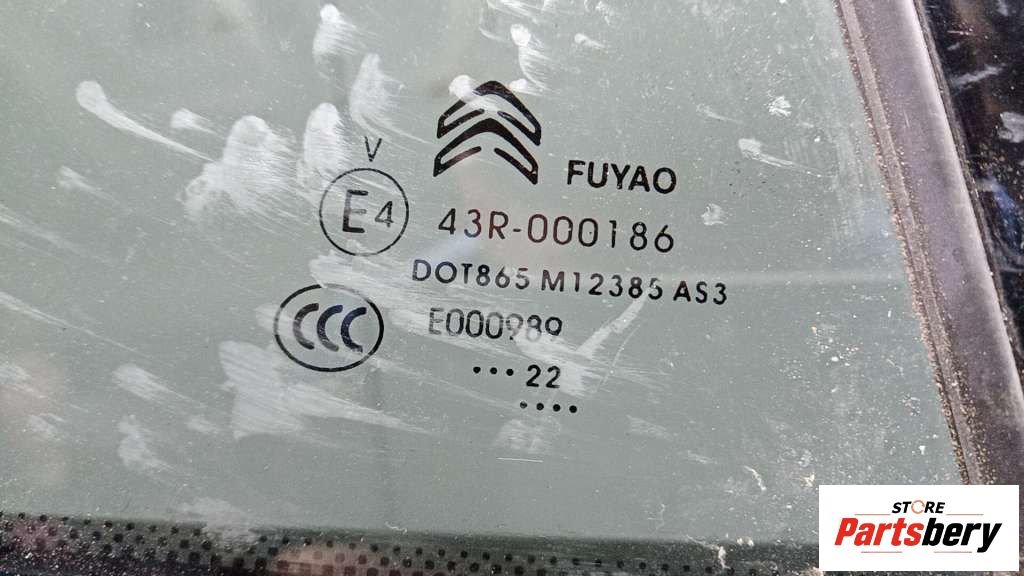 FUYAO
V
E4
43R-000186
DOT865 M12385 AS3
CCC
E000989
...22
....
STORE
Partsbery